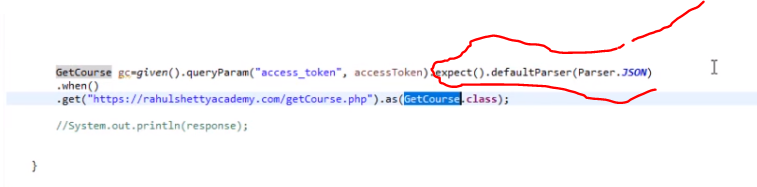 GetCourse gc=given().queryParam("access_token", accessToken).expect().defaultParser(Parser.JSON)
.when()
.get("https://rahulshettyacademy.com/getCourse.php").as(GetCourse.class);
//System.out.println(response);
}